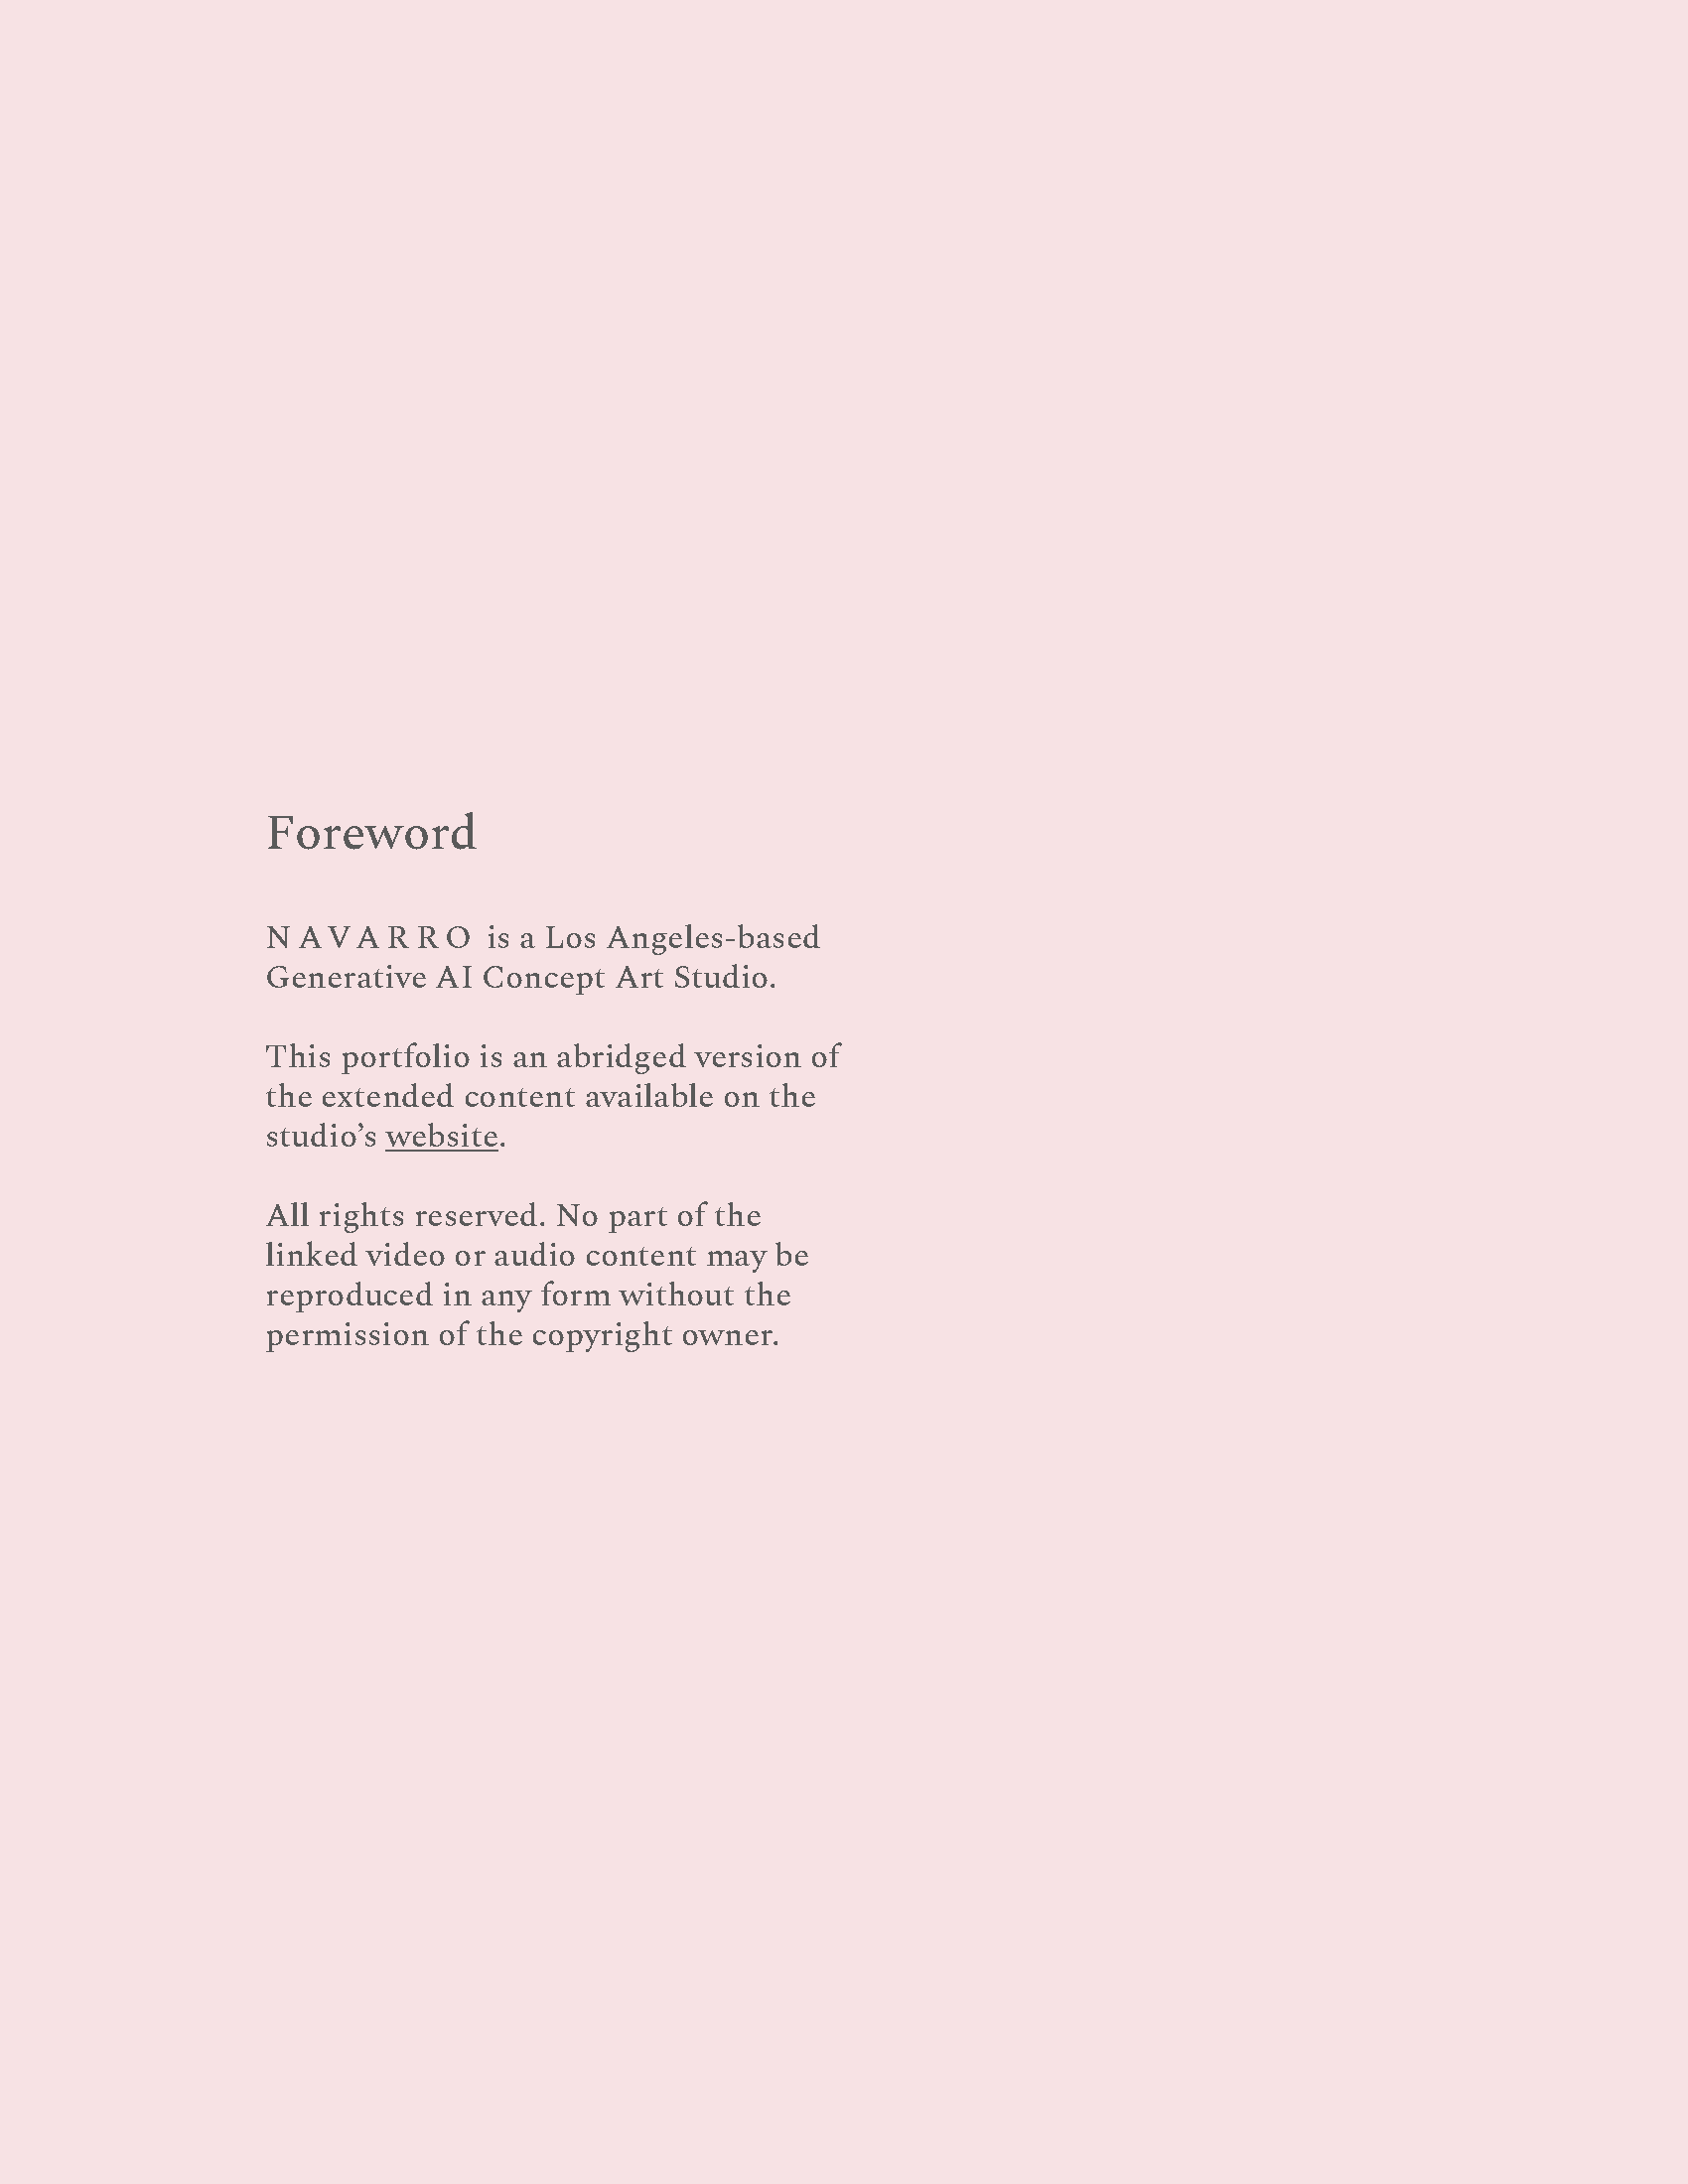 Foreword
NAVARRO is a Los Angeles-based
Generative AI Concept Art Studio.
This portfolio is an abridged version of
the extended content available on the
studio’s website.
All rights reserved. No part of the
linked video or audio content may be
reproduced in any form without the
permission of the copyright owner.